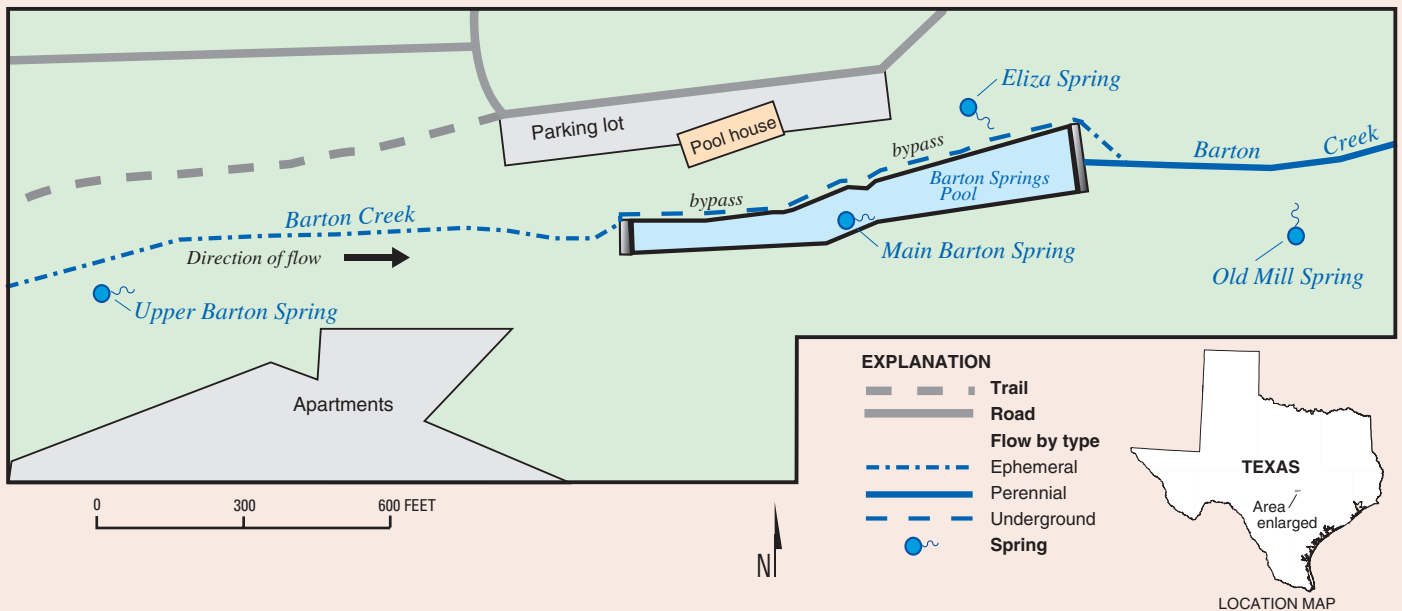 Eliza Spring
Parking lot
Pool house
bypass
Barton Creek
Barton Springs
Pool
bypass
Barton Creek
Direction of flow
Main Barton Spring
Old Mill Spring
Upper Barton Spring
Apartments
EXPLANATION
Trail
Road
Flow by type
Ephemeral
Perennial
Underground
Spring
0 300 600 FEET
N
TEXAS
Area
enlarged
LOCATION MAP